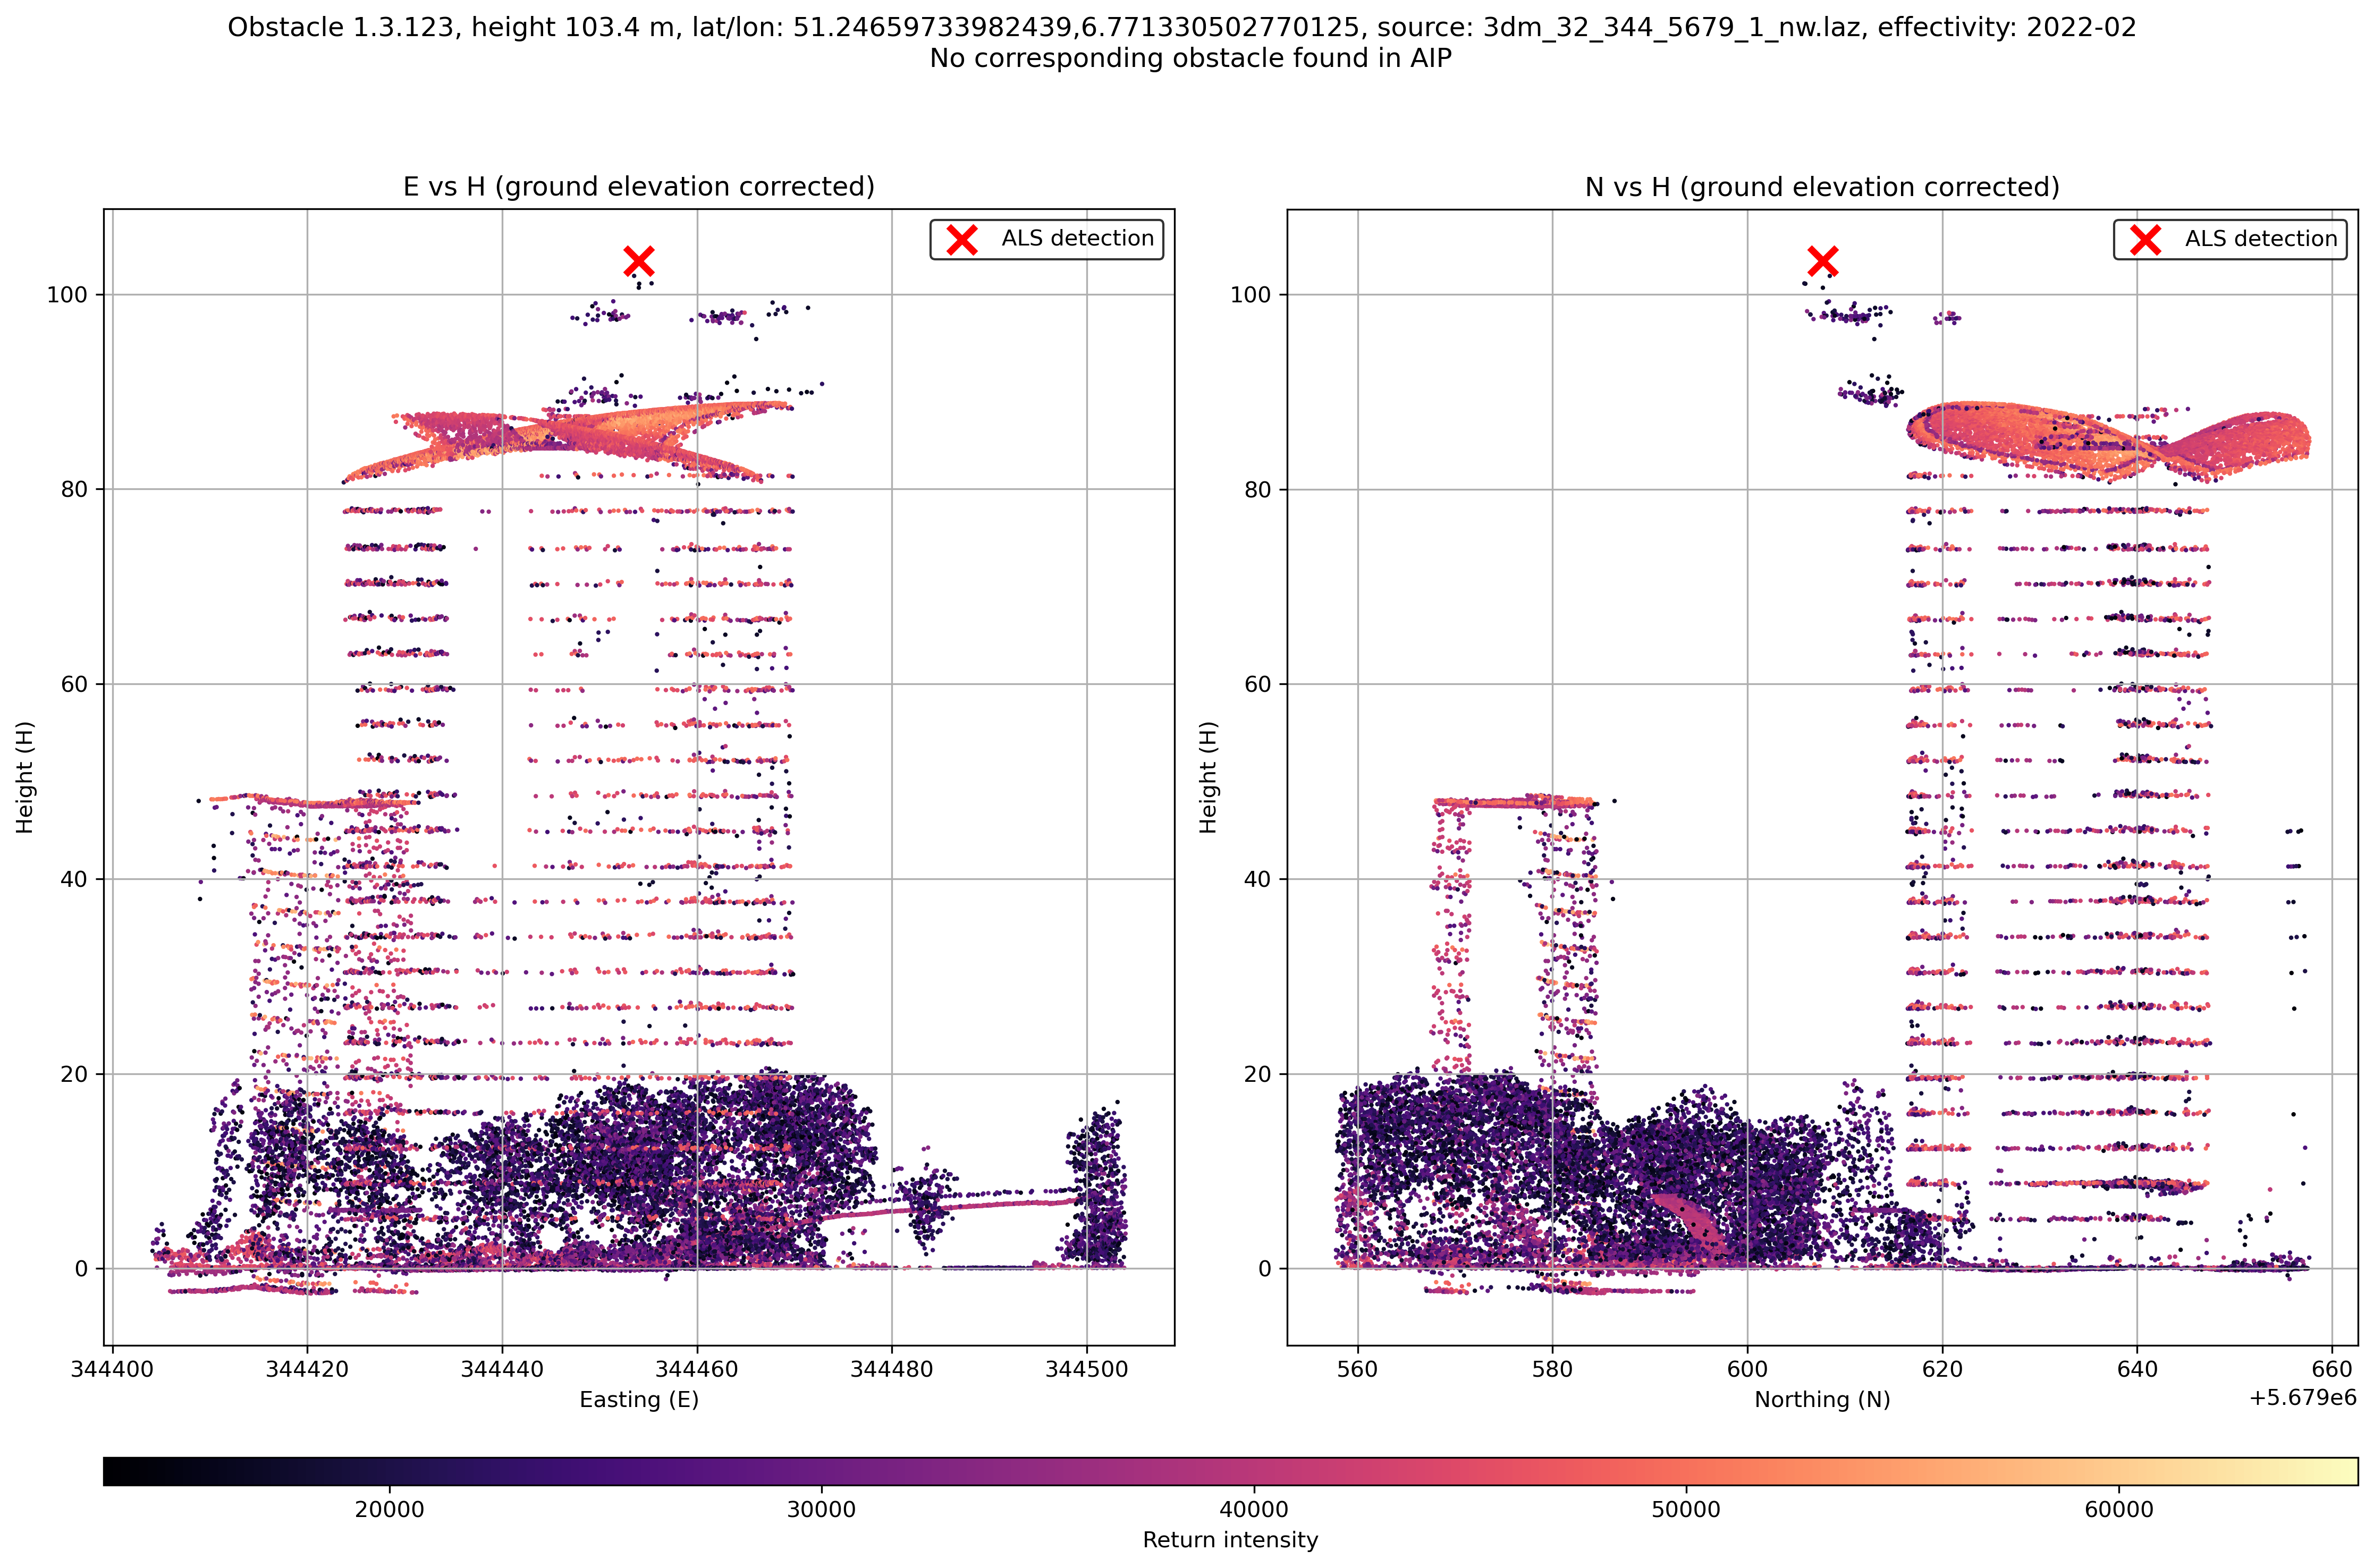 Obstacle 1.3.123, height 103.4 m, lat/lon: 51.24659733982439,6.771330502770125, source: 3dm_32_344_5679_1_nw.laz, effectivity: 2022-02
No corresponding obstacle found in AIP
E vs H (ground elevation corrected)
ALS detection
100
80
60
40
20
0
Height (H)
344400 344420 344440 344460 344480 344500
Easting (E)
N vs H (ground elevation corrected)
ALS detection
100
80
60
40
20
0
Height (H)
560 580 600 620 640 660
Northing (N)
+5.679e6
20000 30000 40000 50000 60000
Return intensity